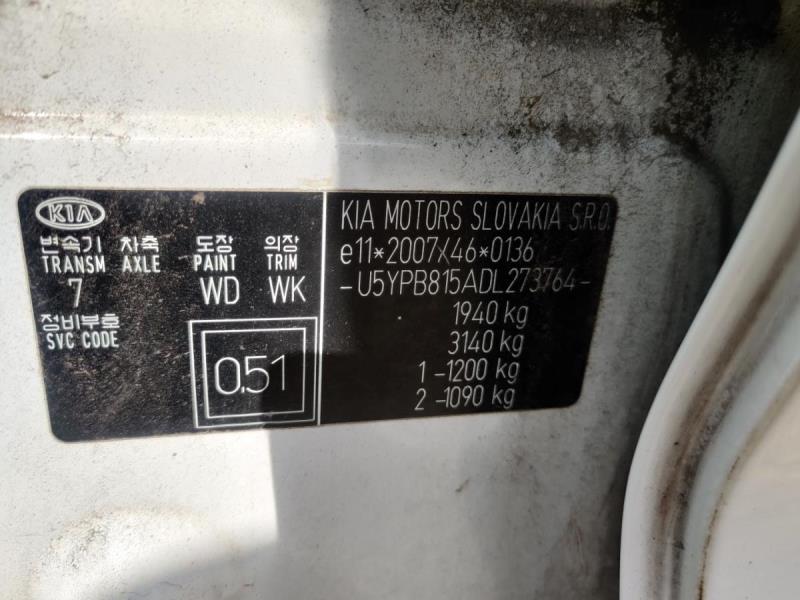 KIA
변속기 차축 도장 의장
TRANSM AXLE PAINT TRIM
7 WD WK
정비부호
SVC CODE
0,51
KIA MOTORS SLOVAKIA S.R.O.
e11*2007/46*0136
-U5YPB815ADL273764-
1940 kg
3140 kg
1 -1200 kg
2 -1090 kg